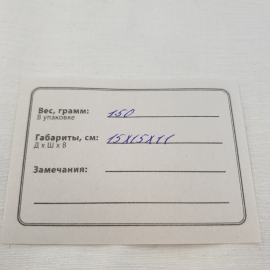 Вес, грамм: 150
В упаковке
Габариты, см: 15х15х11
Д х Ш х В
Замечания: